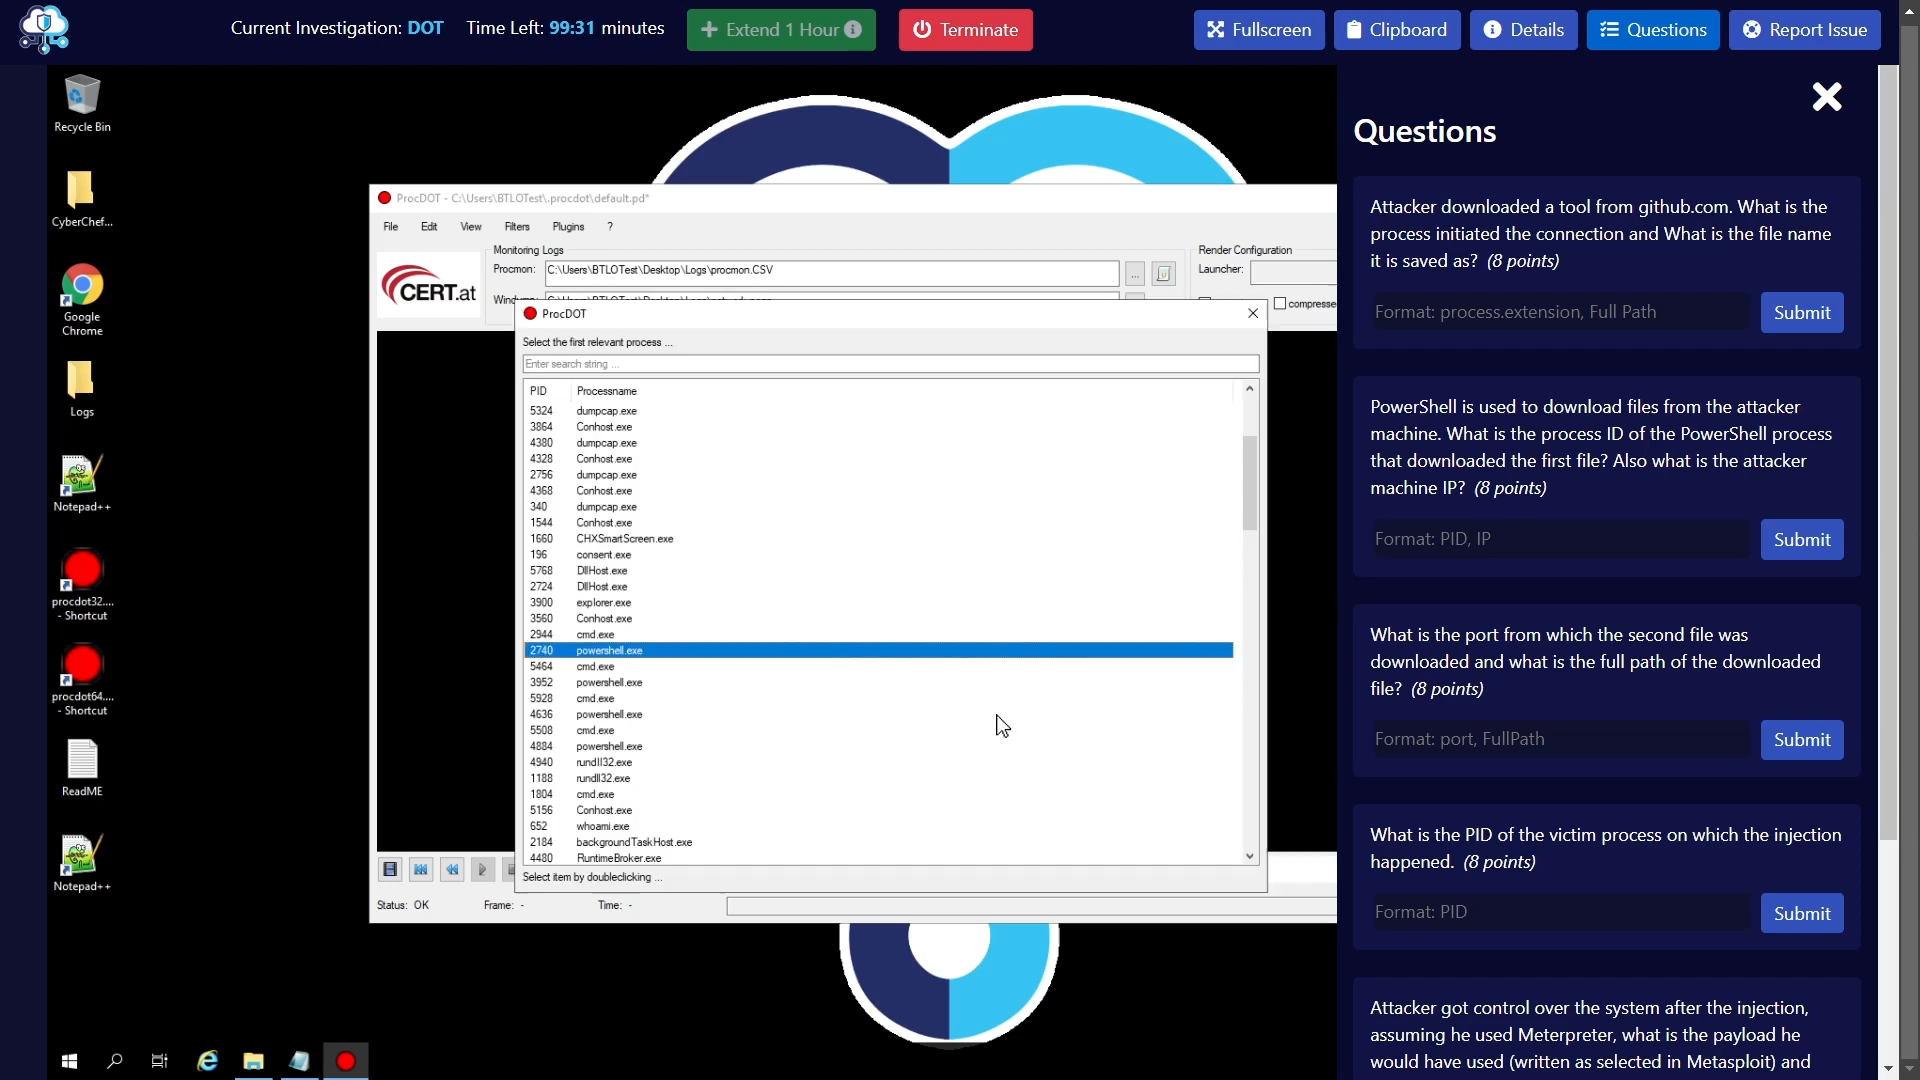 Current Investigation: DOT
Time Left: 99:31 minutes
Extend 1 Hour
Terminate
Fullscreen
Clipboard
Details
Questions
Report Issue
Recycle Bin
CyberChef...
Google
Chrome
Logs
Notepad++
procdot32....
- Shortcut
procdot64....
- Shortcut
ReadME
Notepad++
ProcDOT - C:\Users\BTLOTest\.procdot\default.pd*
File Edit View Filters Plugins ?
Monitoring Logs
Procmon: C:\Users\BTLOTest\Desktop\Logs\procmon.CSV ...
Render Configuration
Launcher:
compresse
CERT.at
ProcDOT
Select the first relevant process ...
Enter search string ...
PID Processname
5324 dumpcap.exe
3864 Conhost.exe
4380 dumpcap.exe
4328 Conhost.exe
2756 dumpcap.exe
4368 Conhost.exe
340 dumpcap.exe
1544 Conhost.exe
1660 CHXSmartScreen.exe
196 consent.exe
5768 DllHost.exe
2724 DllHost.exe
3900 explorer.exe
3560 Conhost.exe
2944 cmd.exe
2740 powershell.exe
5464 cmd.exe
3952 powershell.exe
5928 cmd.exe
4636 powershell.exe
5508 cmd.exe
4884 powershell.exe
4940 rundll32.exe
1188 rundll32.exe
1804 cmd.exe
5156 Conhost.exe
652 whoami.exe
2184 backgroundTaskHost.exe
4480 RuntimeBroker.exe
Select item by doubleclicking ...
Status: OK Frame: - Time: -
Questions
Attacker downloaded a tool from github.com. What is the
process initiated the connection and What is the file name
it is saved as? (8 points)
Format: process.extension, Full Path
Submit
PowerShell is used to download files from the attacker
machine. What is the process ID of the PowerShell process
that downloaded the first file? Also what is the attacker
machine IP? (8 points)
Format: PID, IP
Submit
What is the port from which the second file was
downloaded and what is the full path of the downloaded
file? (8 points)
Format: port, FullPath
Submit
What is the PID of the victim process on which the injection
happened. (8 points)
Format: PID
Submit
Attacker got control over the system after the injection,
assuming he used Meterpreter, what is the payload he
would have used (written as selected in Metasploit) and